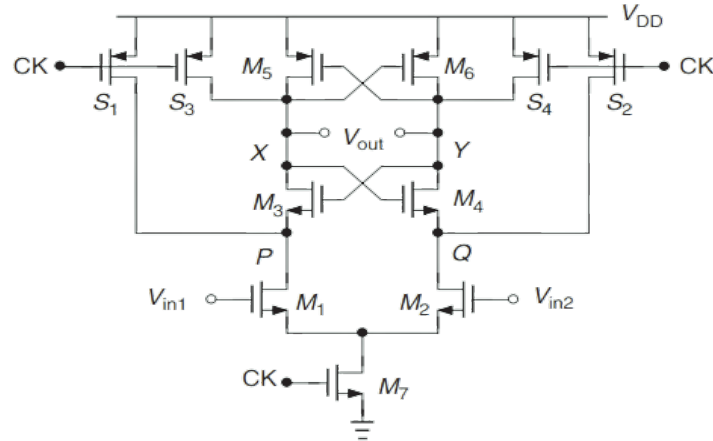 V_DD
CK CK
M_5 M_6
S_1 S_3 S_4 S_2
X V_out Y
M_3 M_4
P Q
V_in1 M_1 M_2 V_in2
CK M_7